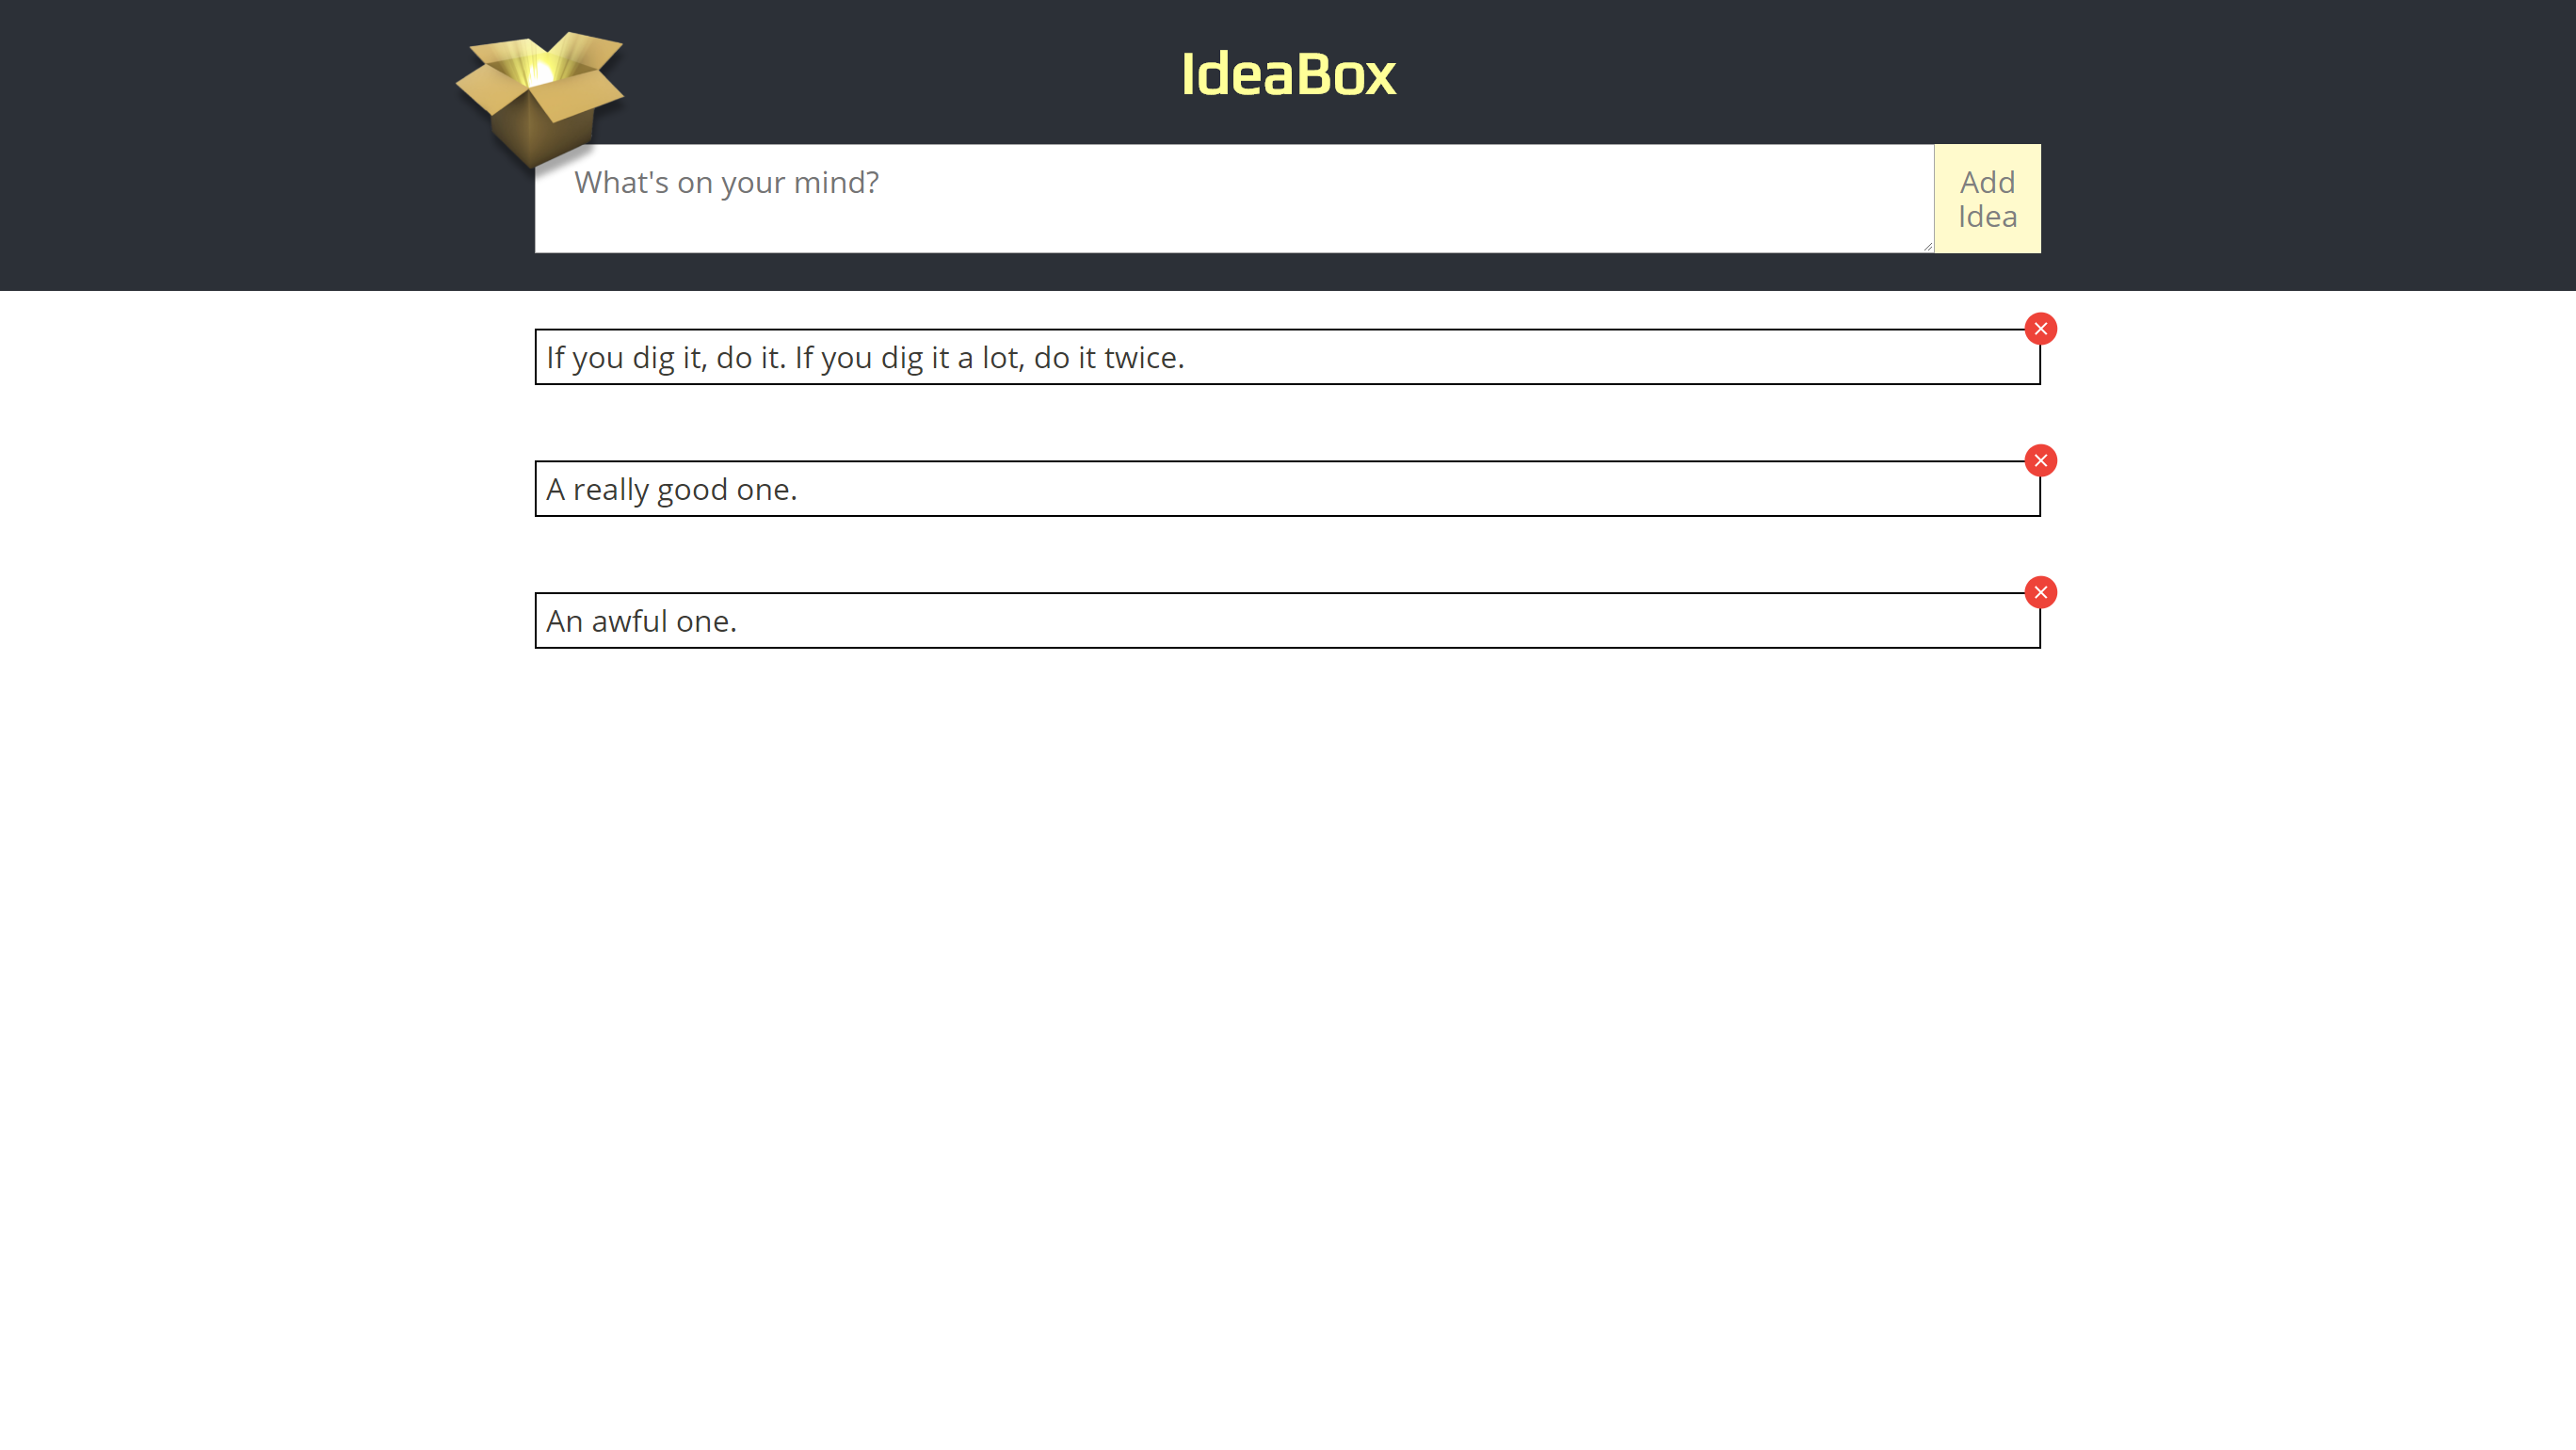 IdeaBox
What's on your mind?
Add
Idea
If you dig it, do it. If you dig it a lot, do it twice.
A really good one.
An awful one.